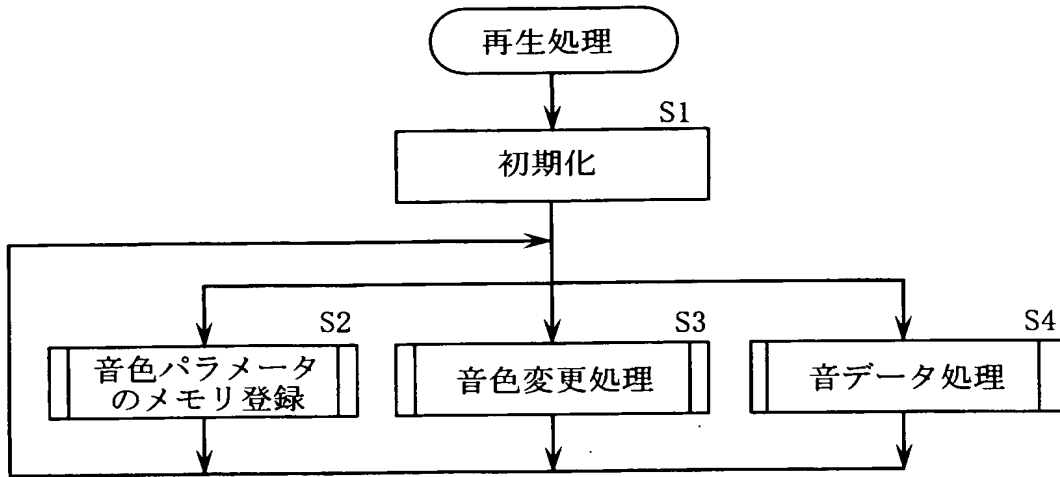 再生処理
S1
初期化
S2
音色パラメータ
のメモリ登録
S3
音色変更処理
S4
音データ処理